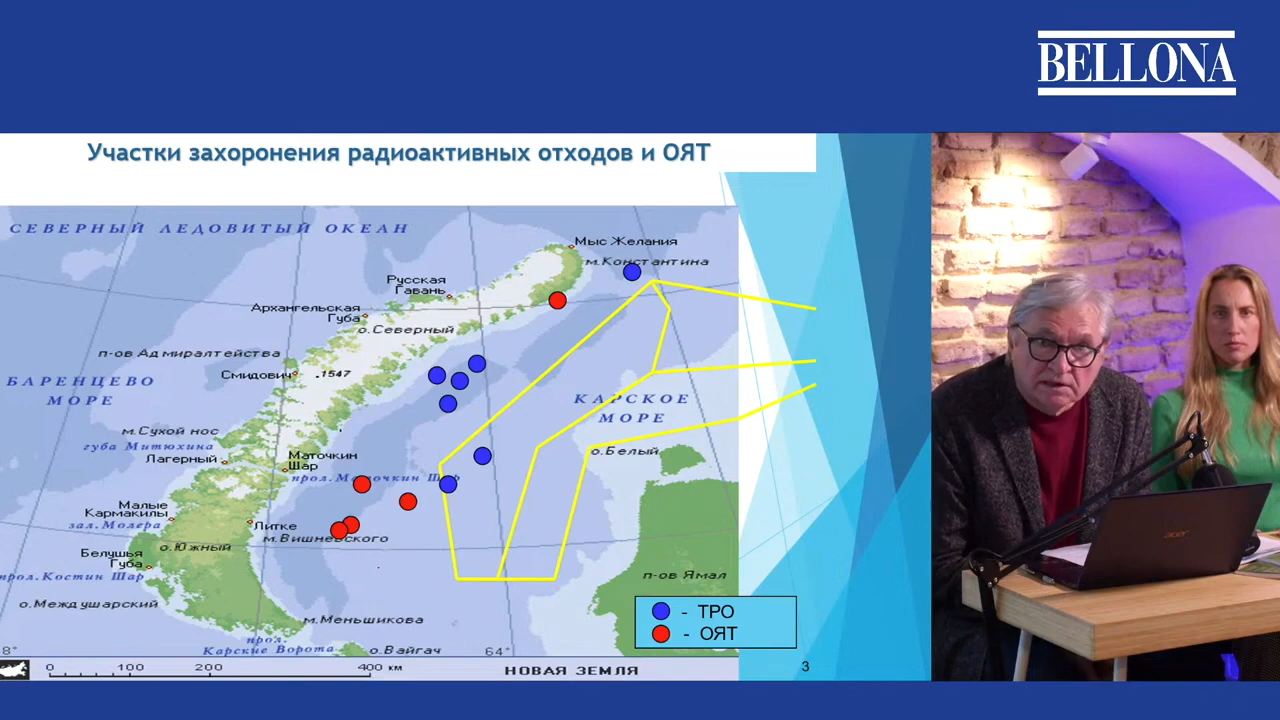 BELLONA
Участки захоронения радиоактивных отходов и ОЯТ
СЕВЕРНЫЙ ЛЕДОВИТЫЙ ОКЕАН
Мыс Желания
м.Константина
Русская
Гавань
Архангельская
Губа
о.Северный
п-ов Адмиралтейства
Смидович
.1547
БАРЕНЦЕВО
МОРЕ
КАРСКОЕ
МОРЕ
м.Сухой нос
губа Митюхина
Лагерный
Маточкин
Шар
прол.Маточкин Шар
о.Белый
Малые
Кармакулы
зал.Моллера
Литке
м.Вишневского
о.Южный
Белушья
Губа
прол.Костин Шар
п-ов Ямал
о.Междушарский
м.Меньшикова
прол.
Карские Ворота
о.Вайгач
8°
64°
0 100 200 400 км
НОВАЯ ЗЕМЛЯ
- ТРО
- ОЯТ
3
acer